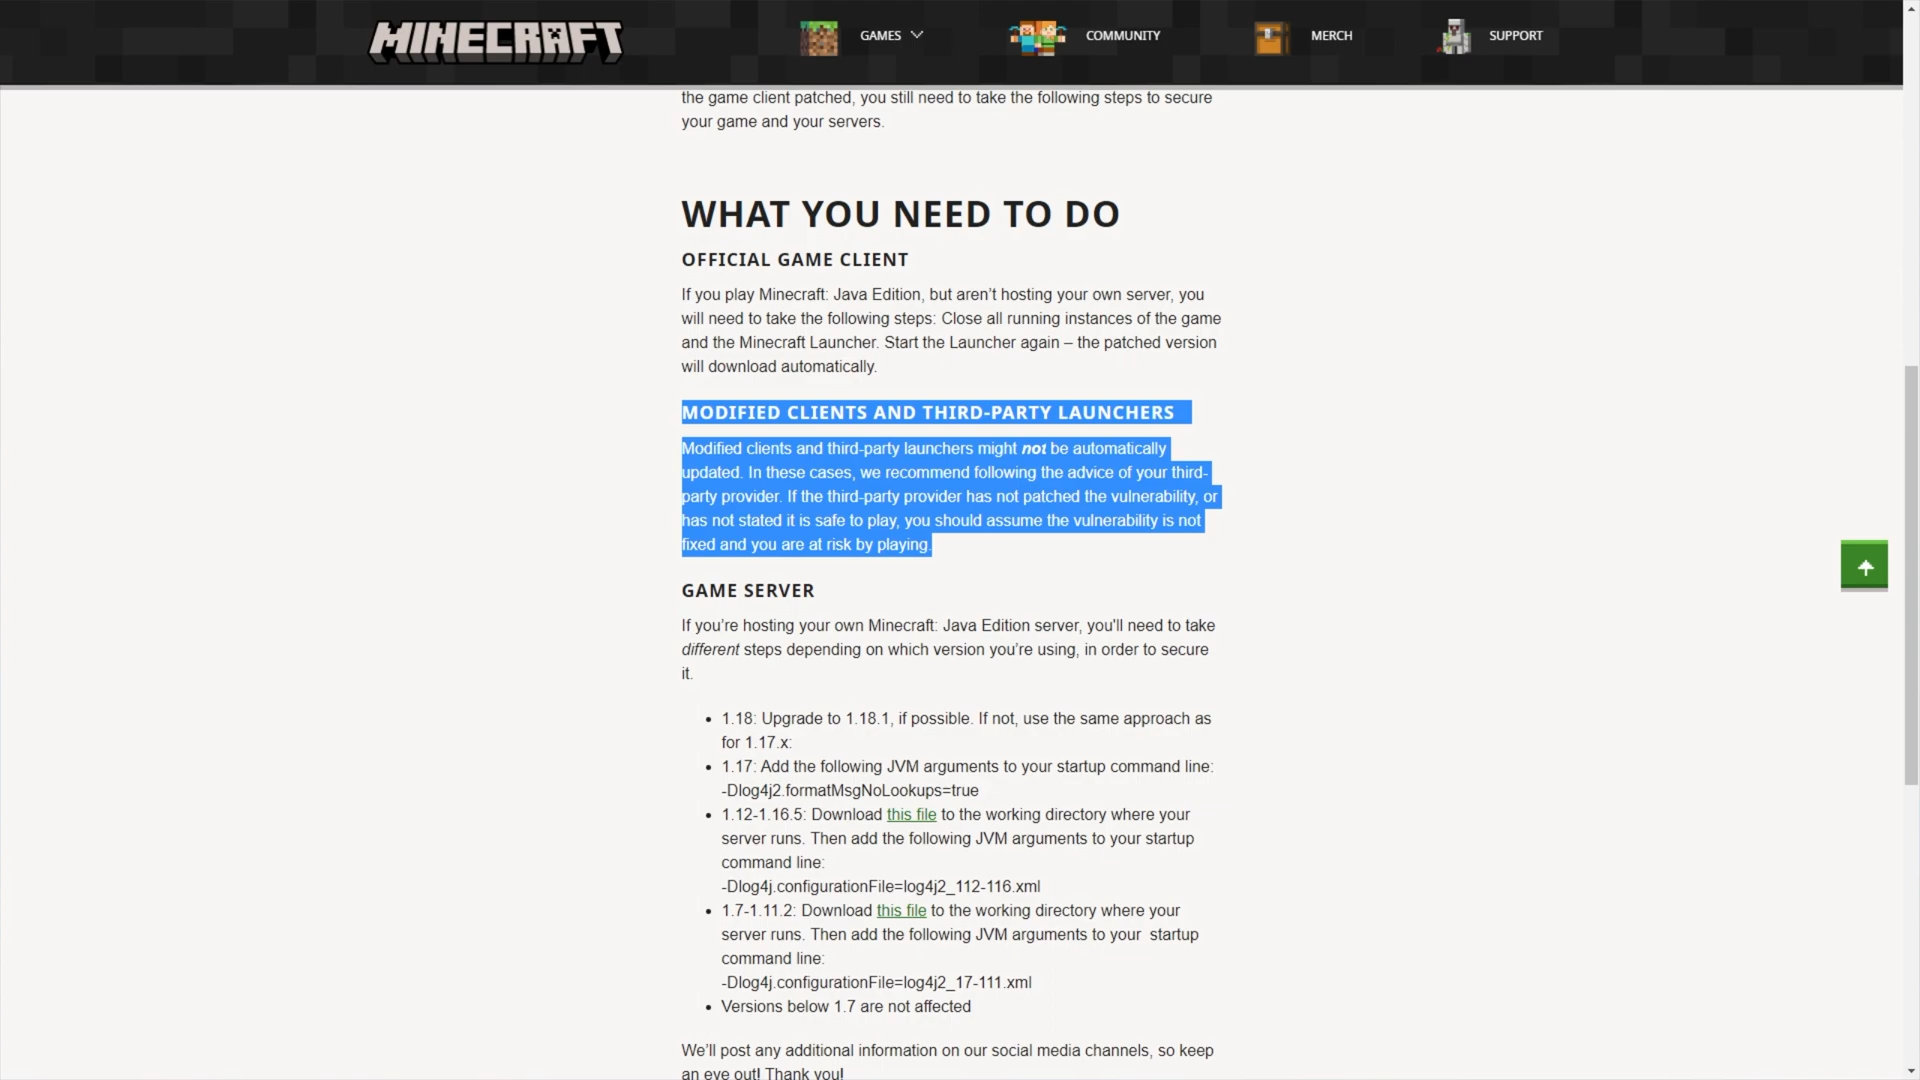 MINECRAFT
GAMES
COMMUNITY
MERCH
SUPPORT
the game client patched, you still need to take the following steps to secure
your game and your servers.
WHAT YOU NEED TO DO
OFFICIAL GAME CLIENT
If you play Minecraft: Java Edition, but aren’t hosting your own server, you
will need to take the following steps: Close all running instances of the game
and the Minecraft Launcher. Start the Launcher again – the patched version
will download automatically.
MODIFIED CLIENTS AND THIRD-PARTY LAUNCHERS
Modified clients and third-party launchers might not be automatically
updated. In these cases, we recommend following the advice of your third-
party provider. If the third-party provider has not patched the vulnerability, or
has not stated it is safe to play, you should assume the vulnerability is not
fixed and you are at risk by playing.
GAME SERVER
If you’re hosting your own Minecraft: Java Edition server, you'll need to take
different steps depending on which version you’re using, in order to secure
it.
• 1.18: Upgrade to 1.18.1, if possible. If not, use the same approach as
for 1.17.x:
• 1.17: Add the following JVM arguments to your startup command line:
-Dlog4j2.formatMsgNoLookups=true
• 1.12-1.16.5: Download this file to the working directory where your
server runs. Then add the following JVM arguments to your startup
command line:
-Dlog4j.configurationFile=log4j2_112-116.xml
• 1.7-1.11.2: Download this file to the working directory where your
server runs. Then add the following JVM arguments to your  startup
command line:
-Dlog4j.configurationFile=log4j2_17-111.xml
• Versions below 1.7 are not affected
We’ll post any additional information on our social media channels, so keep
an eye out! Thank you!